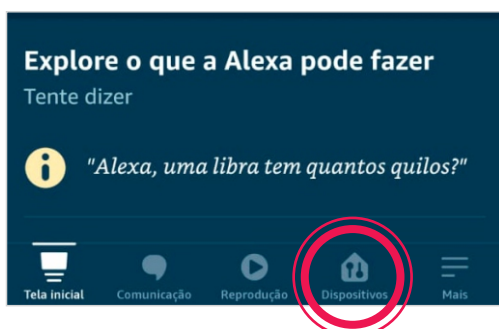 Explore o que a Alexa pode fazer
Tente dizer
"Alexa, uma libra tem quantos quilos?"
Tela inicial
Comunicação
Reprodução
Dispositivos
Mais